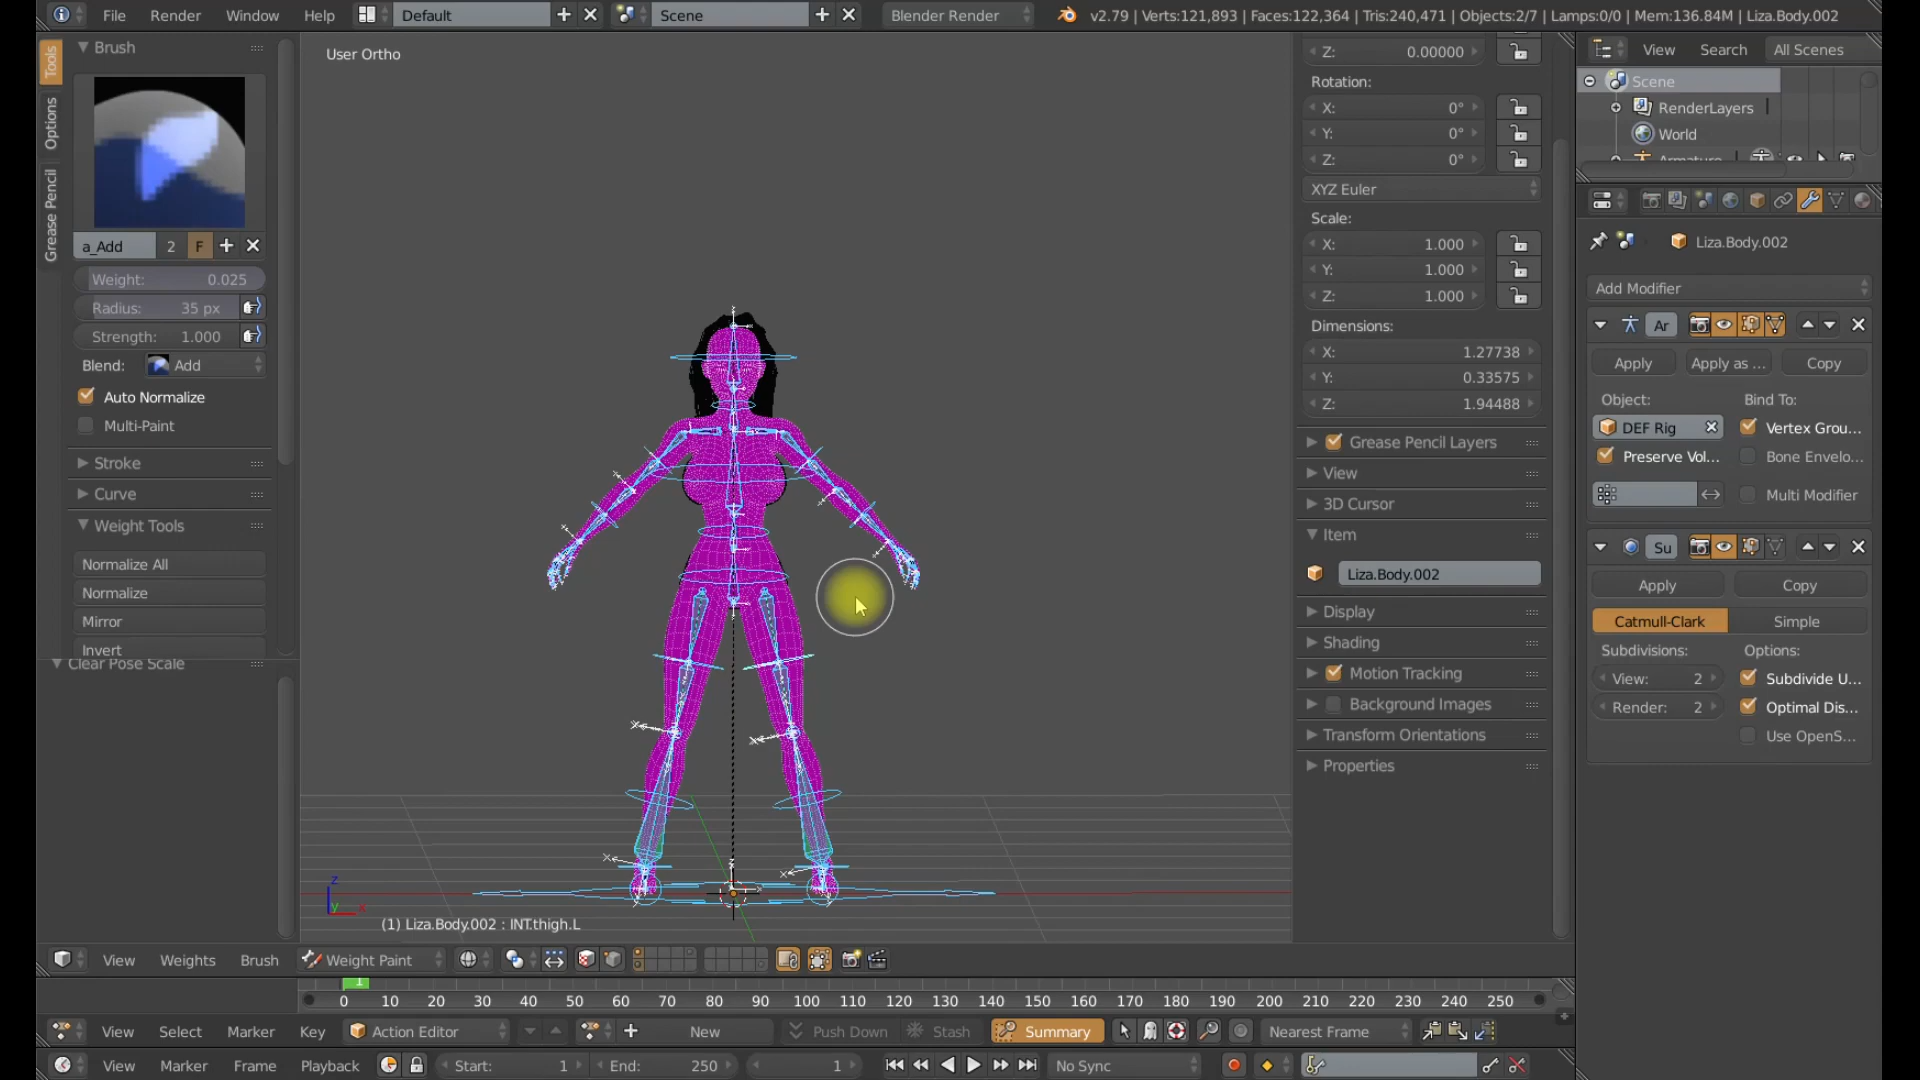 File Render Window Help Default Scene Blender Render v2.79 | Verts:121,893 | Faces:122,364 | Tris:240,471 | Objects:2/7 | Lamps:0/0 | Mem:136.84M | Liza.Body.002
Tools
Options
Grease Pencil
Brush
a_Add 2 F
Weight: 0.025
Radius: 35 px
Strength: 1.000
Blend: Add
Auto Normalize
Multi-Paint
Stroke
Curve
Weight Tools
Normalize All
Normalize
Mirror
Invert
Clear Pose Scale
User Ortho
(1) Liza.Body.002 : INT.thigh.L
Z: 0.00000
Rotation:
X: 0°
Y: 0°
Z: 0°
XYZ Euler
Scale:
X: 1.000
Y: 1.000
Z: 1.000
Dimensions:
X: 1.27738
Y: 0.33575
Z: 1.94488
Grease Pencil Layers
View
3D Cursor
Item
Liza.Body.002
Display
Shading
Motion Tracking
Background Images
Transform Orientations
Properties
View Search All Scenes
Scene
RenderLayers
World
Liza.Body.002
Add Modifier
Ar
Apply Apply as ... Copy
Object: Bind To:
DEF Rig Vertex Grou...
Preserve Vol... Bone Envelo...
Multi Modifier
Su
Apply Copy
Catmull-Clark Simple
Subdivisions: Options:
View: 2 Subdivide U...
Render: 2 Optimal Dis...
Use OpenS...
View Weights Brush Weight Paint
1
0 10 20 30 40 50 60 70 80 90 100 110 120 130 140 150 160 170 180 190 200 210 220 230 240 250
View Select Marker Key Action Editor New Push Down Stash Summary Nearest Frame
View Marker Frame Playback Start: 1 End: 250 1 No Sync